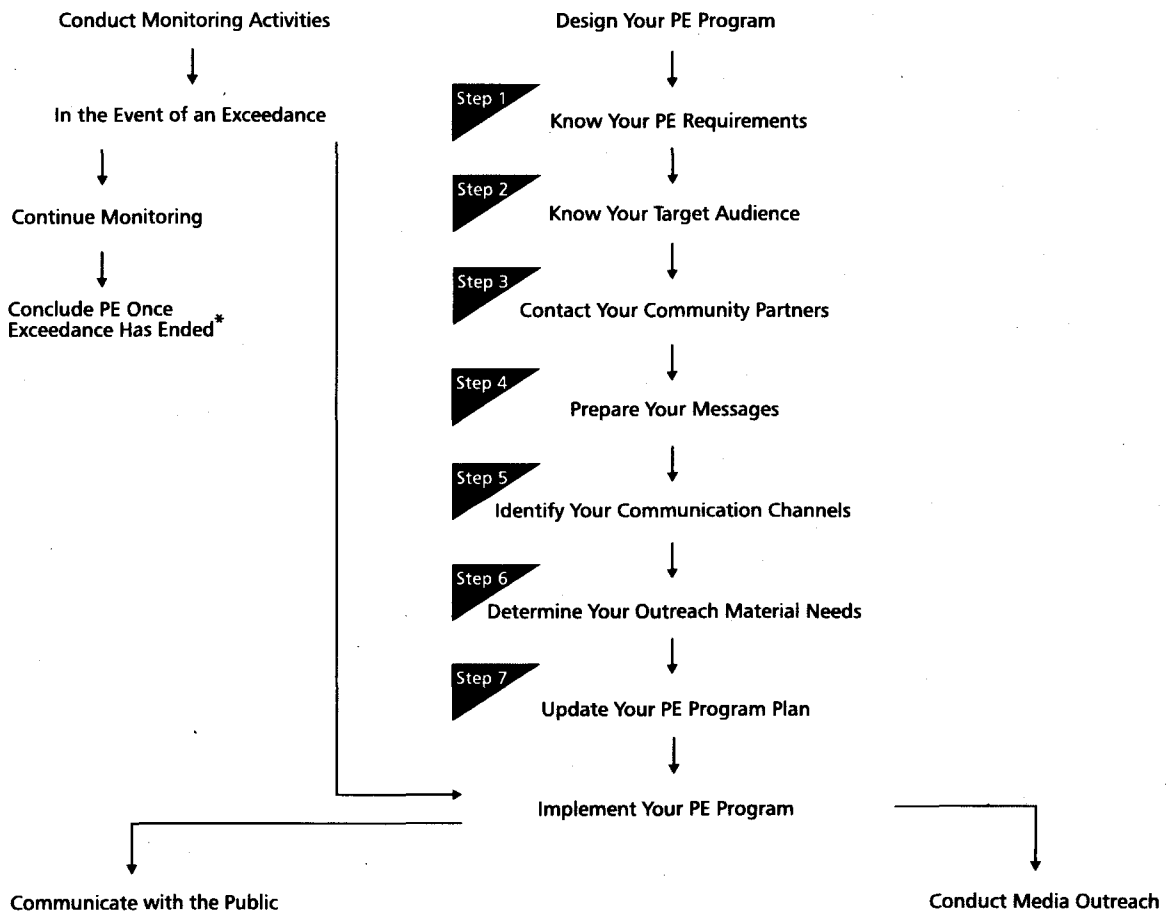 Conduct Monitoring Activities
In the Event of an Exceedance
Continue Monitoring
Conclude PE Once
Exceedance Has Ended*
Design Your PE Program
Step 1
Know Your PE Requirements
Step 2
Know Your Target Audience
Step 3
Contact Your Community Partners
Step 4
Prepare Your Messages
Step 5
Identify Your Communication Channels
Step 6
Determine Your Outreach Material Needs
Step 7
Update Your PE Program Plan
Implement Your PE Program
Communicate with the Public
Conduct Media Outreach